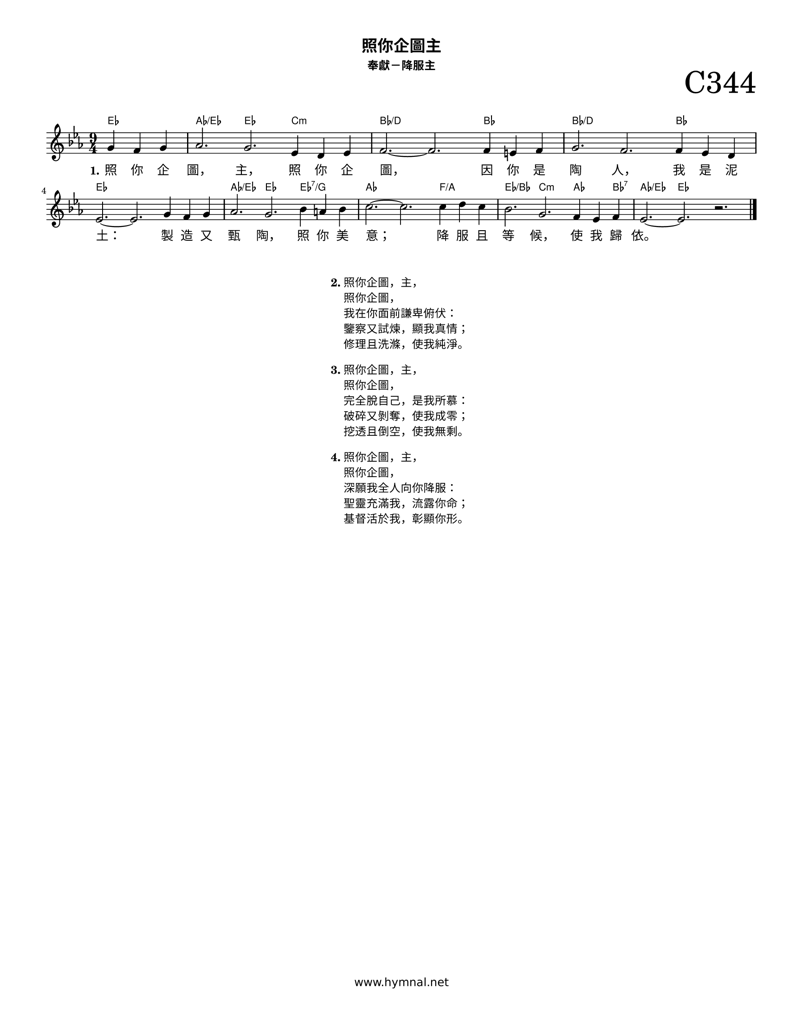 照你企圖主
奉獻－降服主
C344
E♭ A♭/E♭ E♭ Cm B♭/D B♭ B♭/D B♭
9
4
1. 照 你 企 圖， 主， 照 你 企 圖， 因 你 是 陶 人， 我 是 泥
4
E♭ A♭/E♭ E♭ E♭7/G A♭ F/A E♭/B♭ Cm A♭ B♭7 A♭/E♭ E♭
土： 製 造 又 甄 陶， 照 你 美 意； 降 服 且 等 候， 使 我 歸 依。
2. 照你企圖，主，
照你企圖，
我在你面前謙卑俯伏：
鑒察又試煉，顯我真情；
修理且洗滌，使我純淨。
3. 照你企圖，主，
照你企圖，
完全脫自己，是我所慕：
破碎又剝奪，使我成零；
挖透且倒空，使我無剩。
4. 照你企圖，主，
照你企圖，
深願我全人向你降服：
聖靈充滿我，流露你命；
基督活於我，彰顯你形。
www.hymnal.net